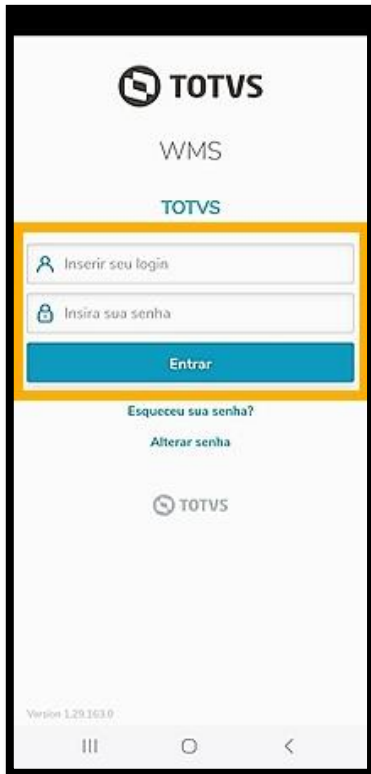 TOTVS
WMS
TOTVS
Inserir seu login
Insira sua senha
Entrar
Esqueceu sua senha?
Alterar senha
TOTVS
Version 1.29.163.0